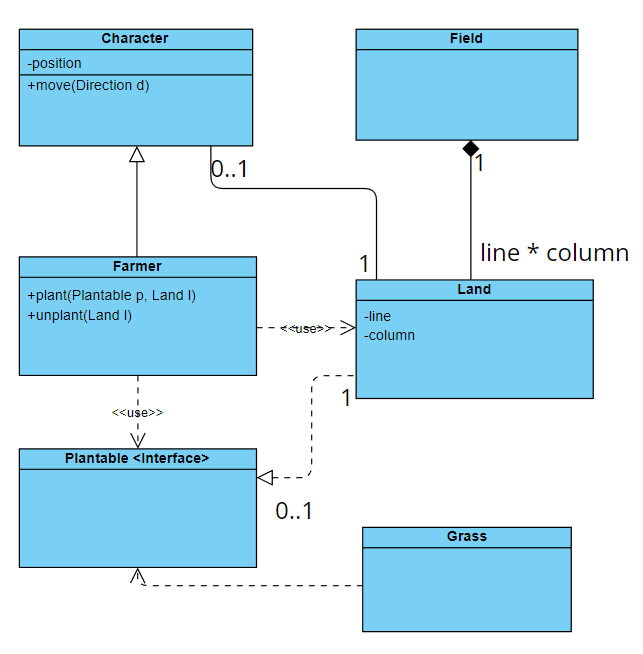 Character
-position
+move(Direction d)
Field
0..1
1
1
line * column
Farmer
+plant(Plantable p, Land l)
+unplant(Land l)
Land
-line
-column
<<use>>
<<use>>
1
Plantable <Interface>
0..1
Grass